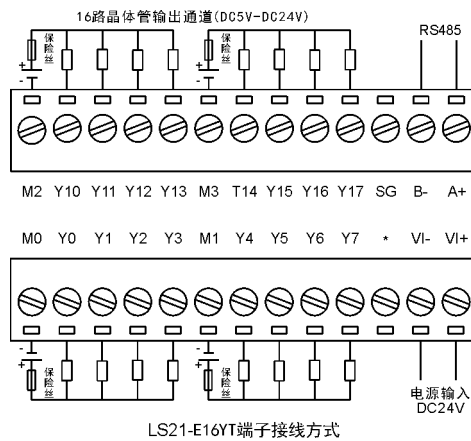 16路晶体管输出通道(DC5V-DC24V)
RS485
保险丝
保险丝
+
-
+
-
M2 Y10 Y11 Y12 Y13 M3 T14 Y15 Y16 Y17 SG B- A+
M0 Y0 Y1 Y2 Y3 M1 Y4 Y5 Y6 Y7 * VI- VI+
-
+
-
+
保险丝
保险丝
电源输入
DC24V
LS21-E16YT端子接线方式